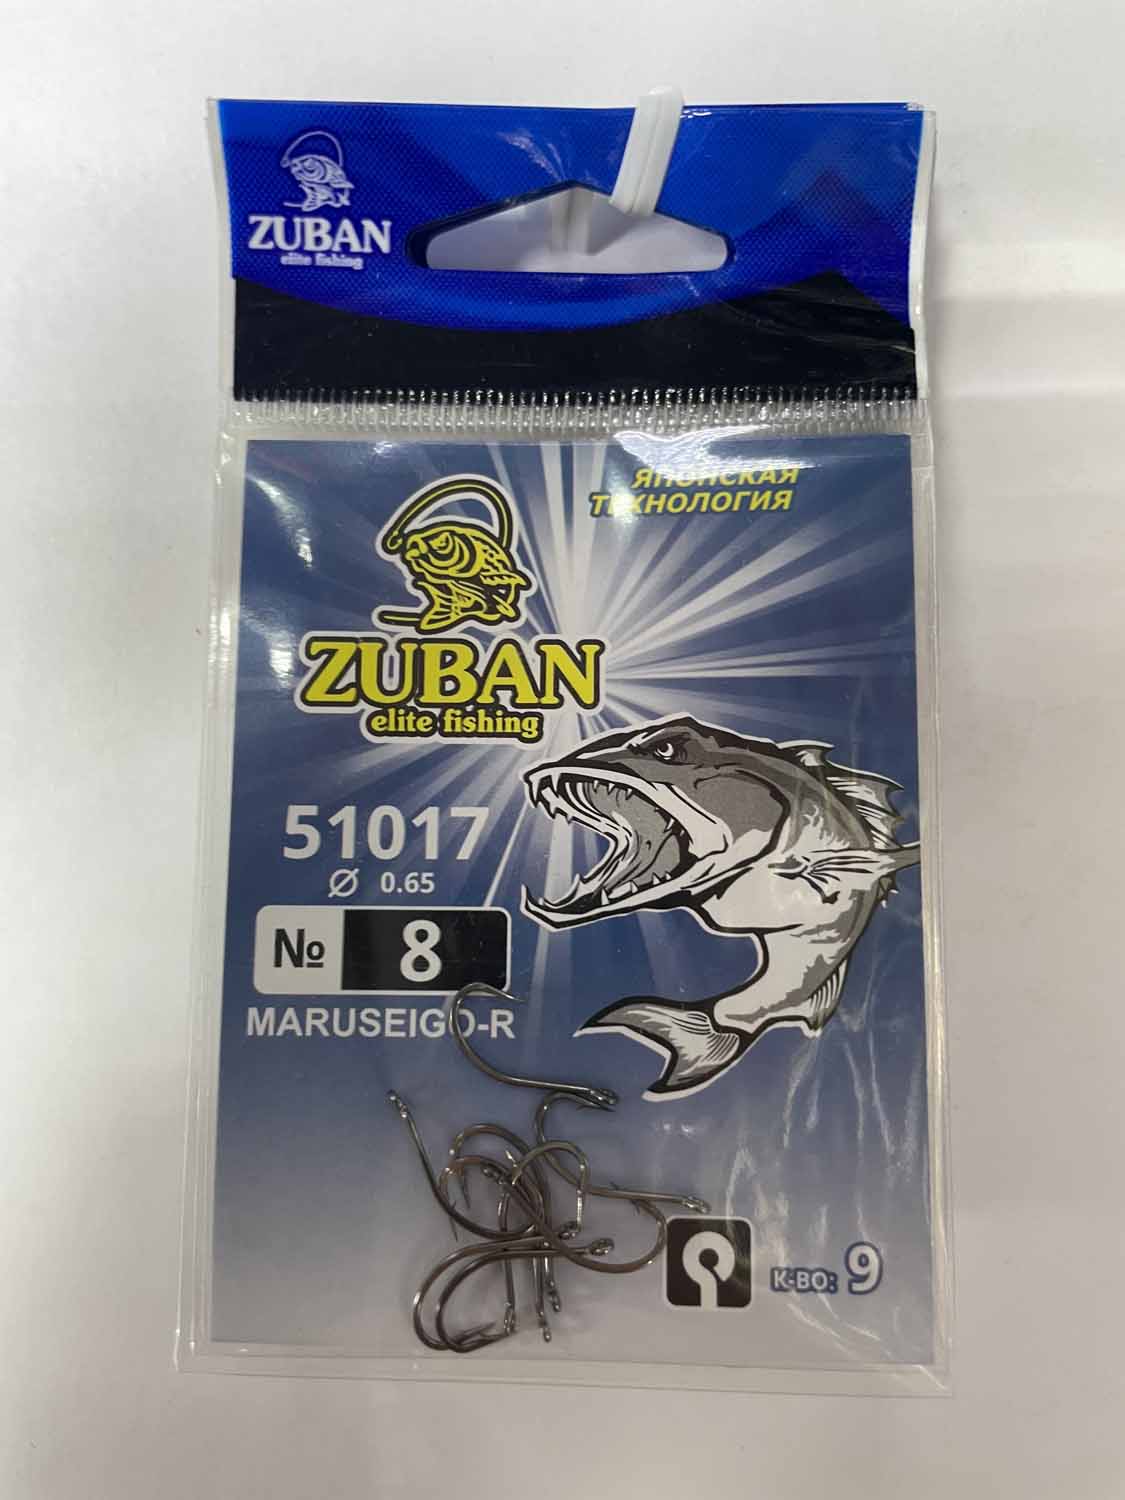 ZUBAN
elite fishing
ЯПОНСКАЯ
ТЕХНОЛОГИЯ
ZUBAN
elite fishing
51017
Ø 0.65
№ 8
MARUSEIGO-R
К-ВО: 9